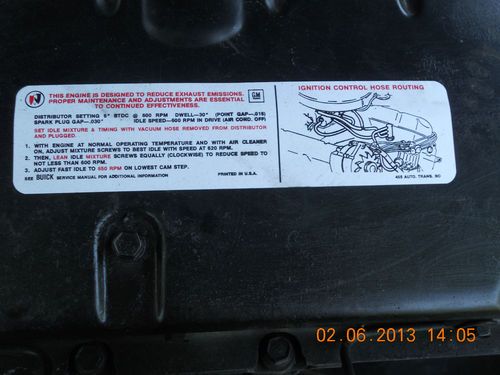 THIS ENGINE IS DESIGNED TO REDUCE EXHAUST EMISSIONS.
PROPER MAINTENANCE AND ADJUSTMENTS ARE ESSENTIAL
TO CONTINUED EFFECTIVENESS.
GM
DISTRIBUTOR SETTING 5° BTDC @ 600 RPM DWELL—30° (POINT GAP—.016)
SPARK PLUG GAP—.030" IDLE SPEED—600 RPM IN DRIVE (AIR COND. OFF)
SET IDLE MIXTURE & TIMING WITH VACUUM HOSE REMOVED FROM DISTRIBUTOR
AND PLUGGED.
1. WITH ENGINE AT NORMAL OPERATING TEMPERATURE AND WITH AIR CLEANER
ON, ADJUST MIXTURE SCREWS TO BEST IDLE WITH SPEED AT 620 RPM.
2. THEN, LEAN IDLE MIXTURE SCREWS EQUALLY (CLOCKWISE) TO REDUCE SPEED TO
NOT LESS THAN 600 RPM.
3. ADJUST FAST IDLE TO 650 RPM ON LOWEST CAM STEP.
SEE BUICK SERVICE MANUAL FOR ADDITIONAL INFORMATION PRINTED IN U.S.A.
IGNITION CONTROL HOSE ROUTING
455 AUTO. TRANS.
02.06.2013 14:05